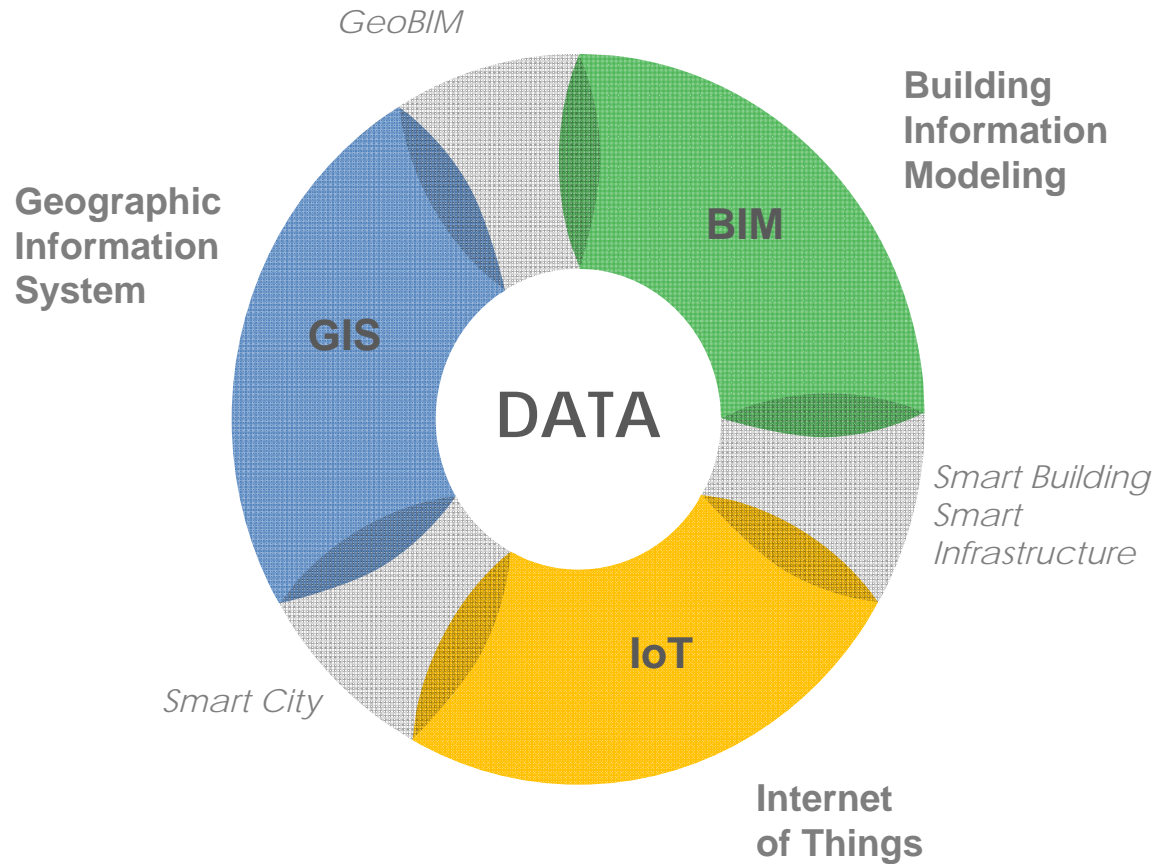 GeoBIM
Building
Information
Modeling
BIM
Geographic
Information
System
GIS
DATA
Smart Building
Smart
Infrastructure
IoT
Smart City
Internet
of Things